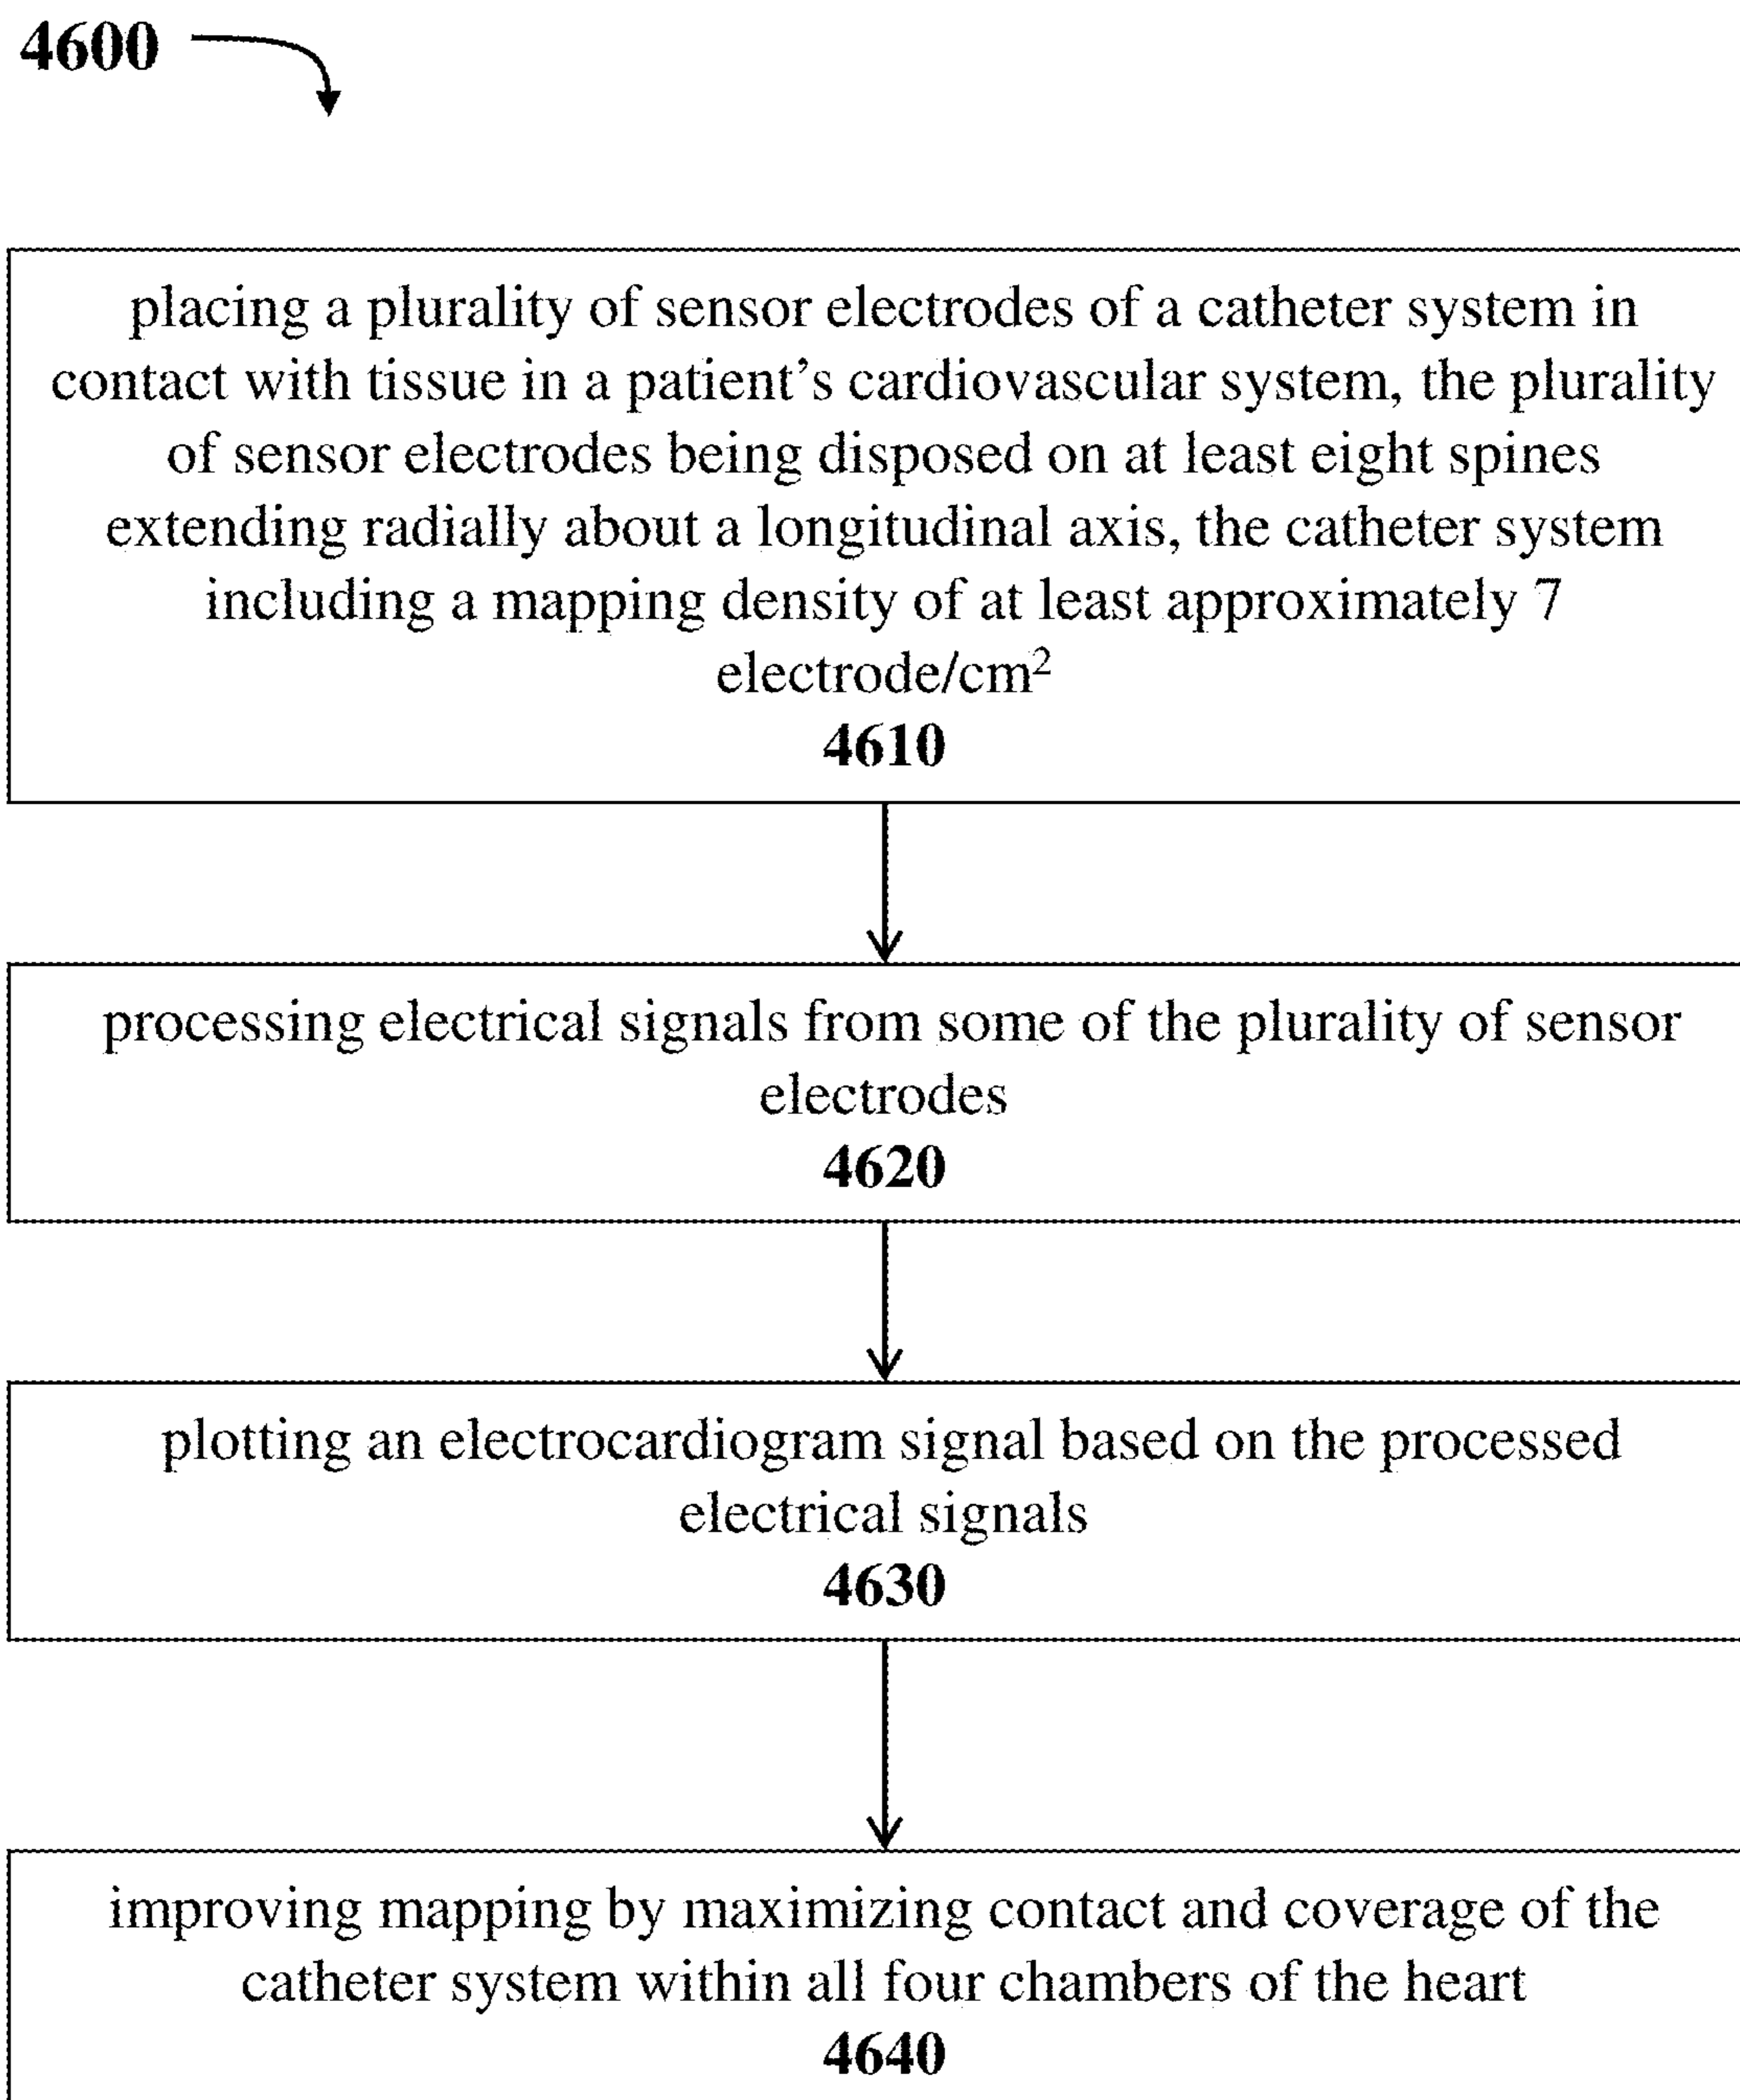 4600
placing a plurality of sensor electrodes of a catheter system in
contact with tissue in a patient’s cardiovascular system, the plurality
of sensor electrodes being disposed on at least eight spines
extending radially about a longitudinal axis, the catheter system
including a mapping density of at least approximately 7
electrode/cm²
4610
processing electrical signals from some of the plurality of sensor
electrodes
4620
plotting an electrocardiogram signal based on the processed
electrical signals
4630
improving mapping by maximizing contact and coverage of the
catheter system within all four chambers of the heart
4640